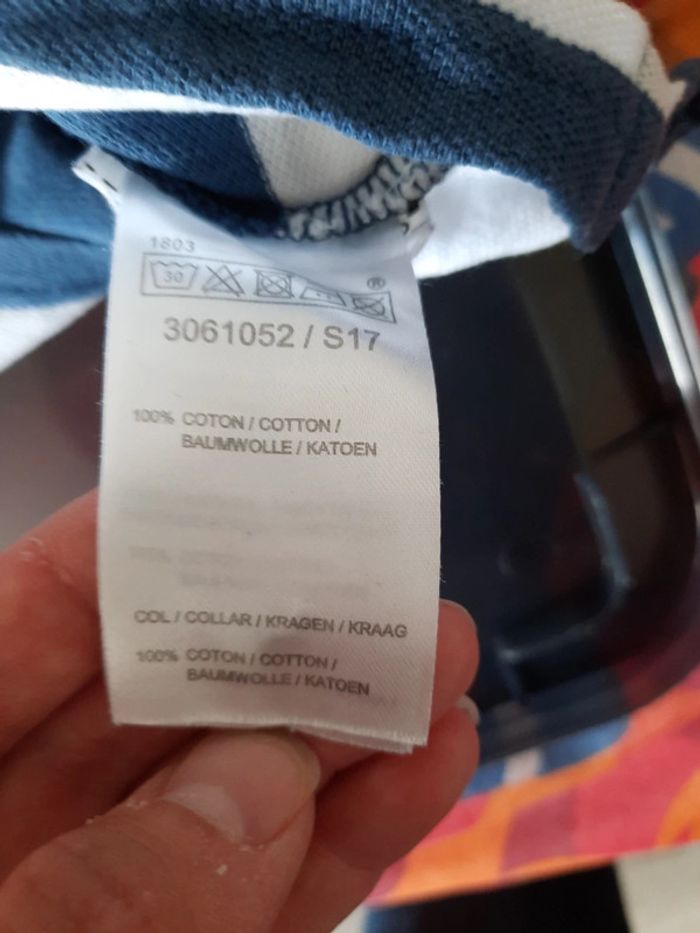 1803
30
®
3061052 / S17
100% COTON / COTTON /
BAUMWOLLE / KATOEN
COL / COLLAR / KRAGEN / KRAAG
100% COTON / COTTON /
BAUMWOLLE / KATOEN